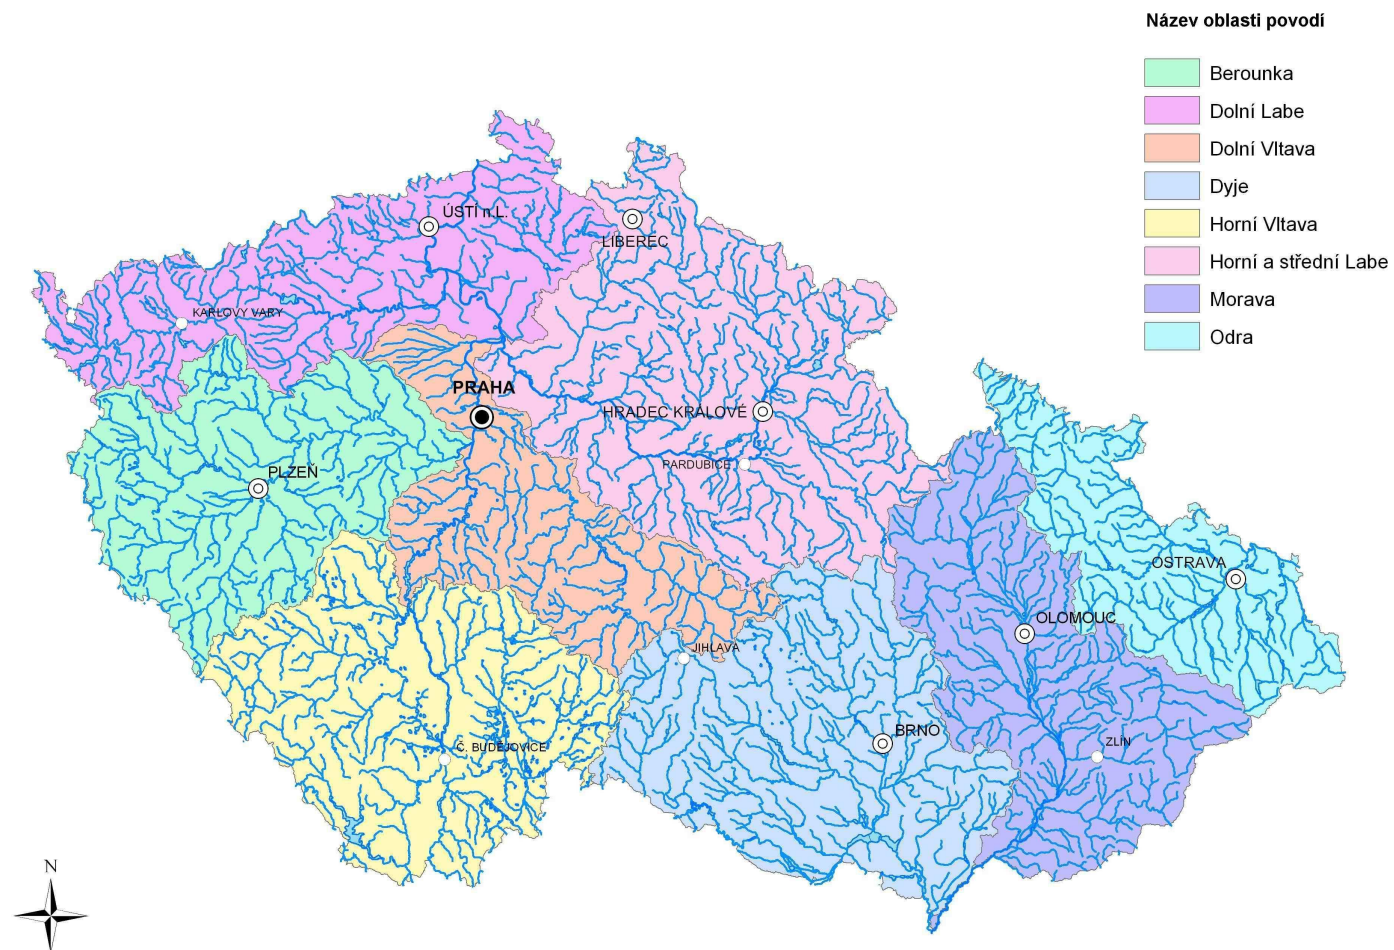 Název oblasti povodí
Berounka
Dolní Labe
Dolní Vltava
Dyje
Horní Vltava
Horní a střední Labe
Morava
Odra
ÚSTÍ n.L.
LIBEREC
KARLOVY VARY
PRAHA
HRADEC KRÁLOVÉ
PARDUBICE
PLZEŇ
OSTRAVA
OLOMOUC
JIHLAVA
BRNO
ZLÍN
Č. BUDĚJOVICE
N